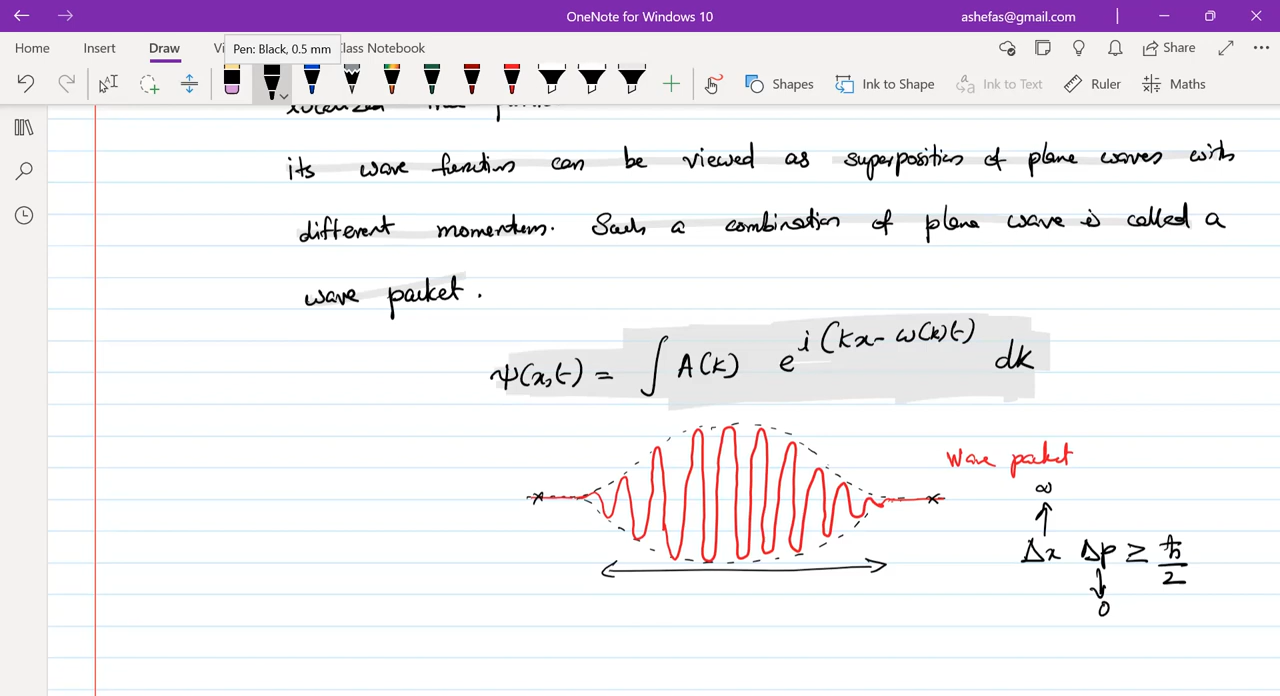 OneNote for Windows 10
ashefas@gmail.com
Home Insert Draw Vi Class Notebook
Pen: Black, 0.5 mm
Share
Shapes Ink to Shape Ink to Text Ruler Maths
its wave function can be viewed as superposition of plane waves with
different momentum. Such a combination of plane wave is called a
wave packet.
ψ(x,t) = ∫ A(k) e^{i(kx-ω(k)t)} dk
wave packet
∞
↑
Δx Δp ≥ ħ/2
↓
0